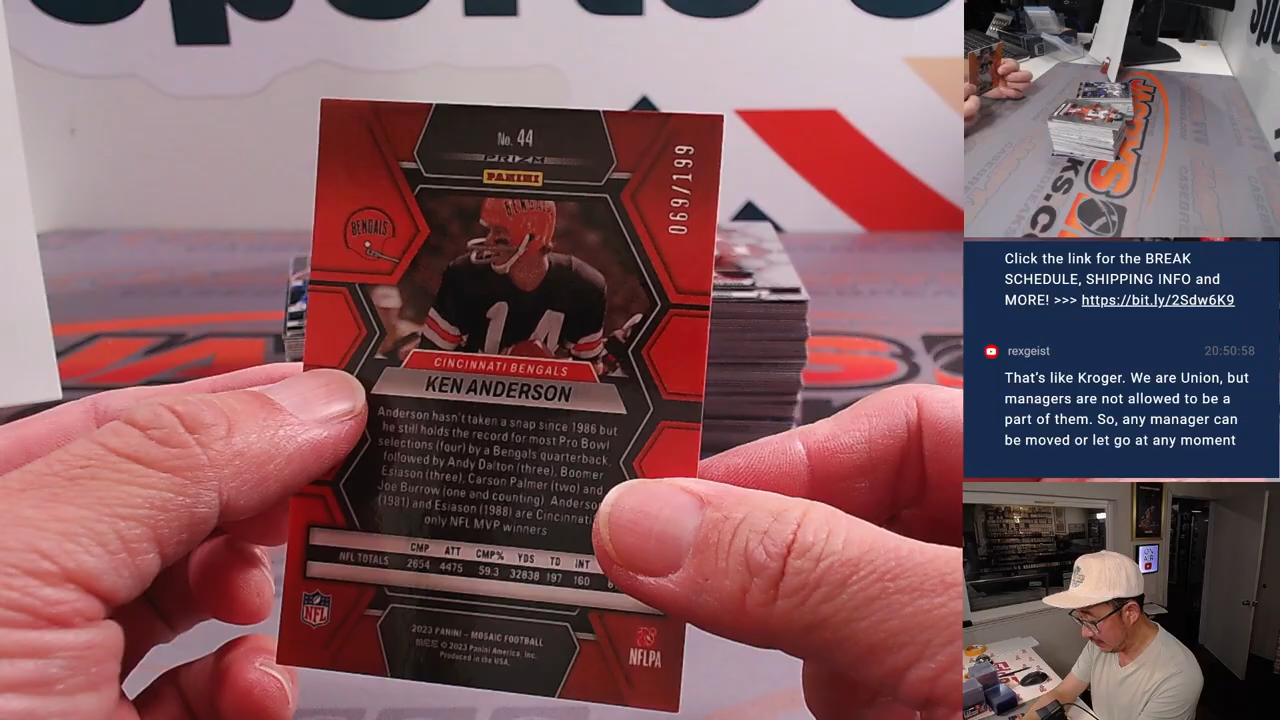 No. 44
PRIZM
PANINI
069/199
BENGALS
BENGALS
14
CINCINNATI BENGALS
KEN ANDERSON
Anderson hasn't taken a snap since 1986 but
he still holds the record for most Pro Bowl
selections (four) by a Bengals quarterback,
followed by Andy Dalton (three), Boomer
Esiason (three), Carson Palmer (two) and
Joe Burrow (one and counting). Anderson
(1981) and Esiason (1988) are Cincinnati's
only NFL MVP winners
CMP ATT CMP% YDS TD INT
NFL TOTALS 2654 4475 59.3 32838 197 160
NFL
NFLPA
2023 PANINI – MOSAIC FOOTBALL
© 2023 Panini America, Inc.
Produced in the USA.
Click the link for the BREAK
SCHEDULE, SHIPPING INFO and
MORE! >>> https://bit.ly/2Sdw6K9
rexgeist 20:50:58
That's like Kroger. We are Union, but
managers are not allowed to be a
part of them. So, any manager can
be moved or let go at any moment
ON
AIR